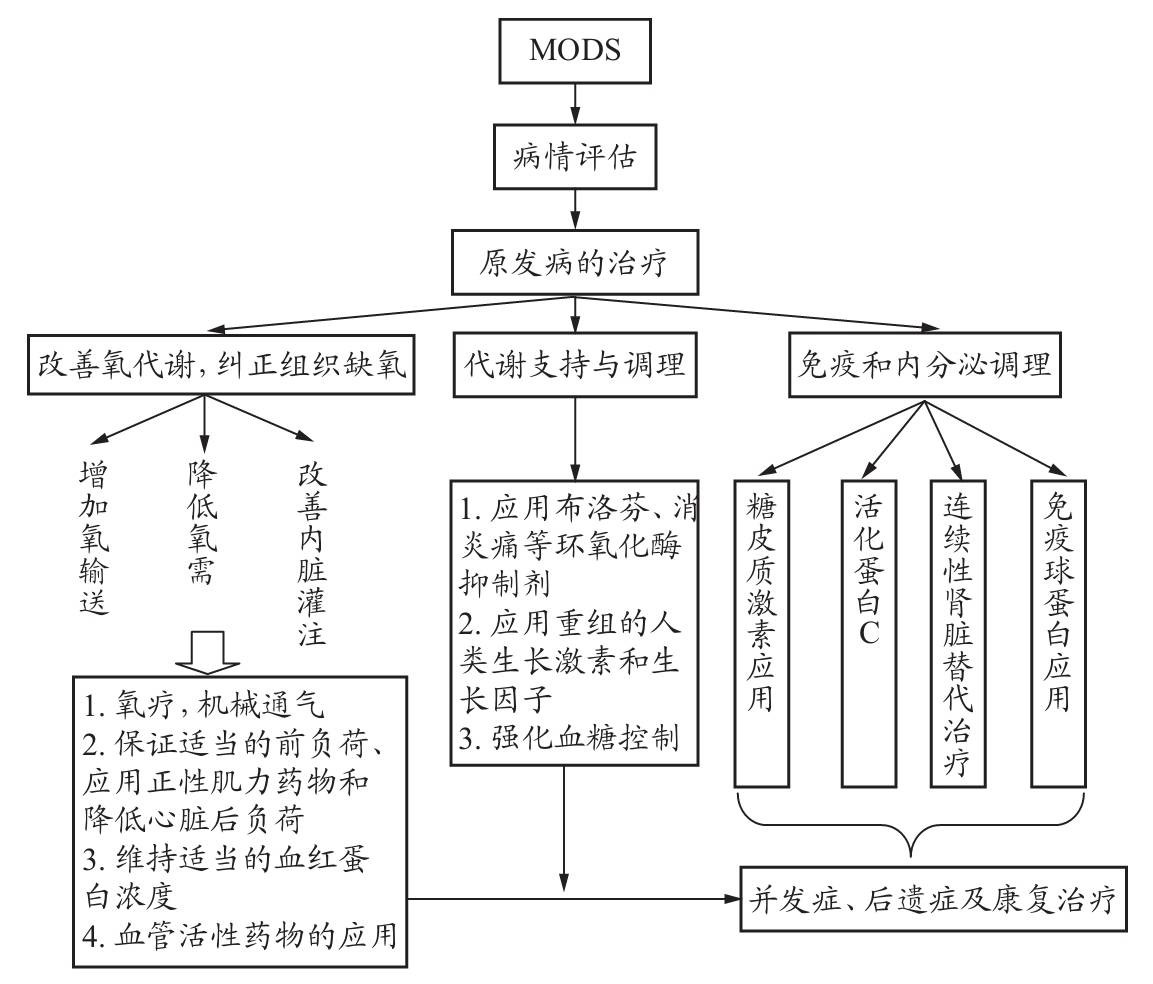 MODS
病情评估
原发病的治疗
改善氧代谢,纠正组织缺氧
代谢支持与调理
免疫和内分泌调理
增加氧输送
降低氧需
改善内脏灌注
1. 氧疗,机械通气
2. 保证适当的前负荷、
应用正性肌力药物和
降低心脏后负荷
3. 维持适当的血红蛋
白浓度
4. 血管活性药物的应用
1. 应用布洛芬、消
炎痛等环氧化酶
抑制剂
2. 应用重组的人
类生长激素和生
长因子
3. 强化血糖控制
糖皮质激素应用
活化蛋白C
连续性肾脏替代治疗
免疫球蛋白应用
并发症、后遗症及康复治疗